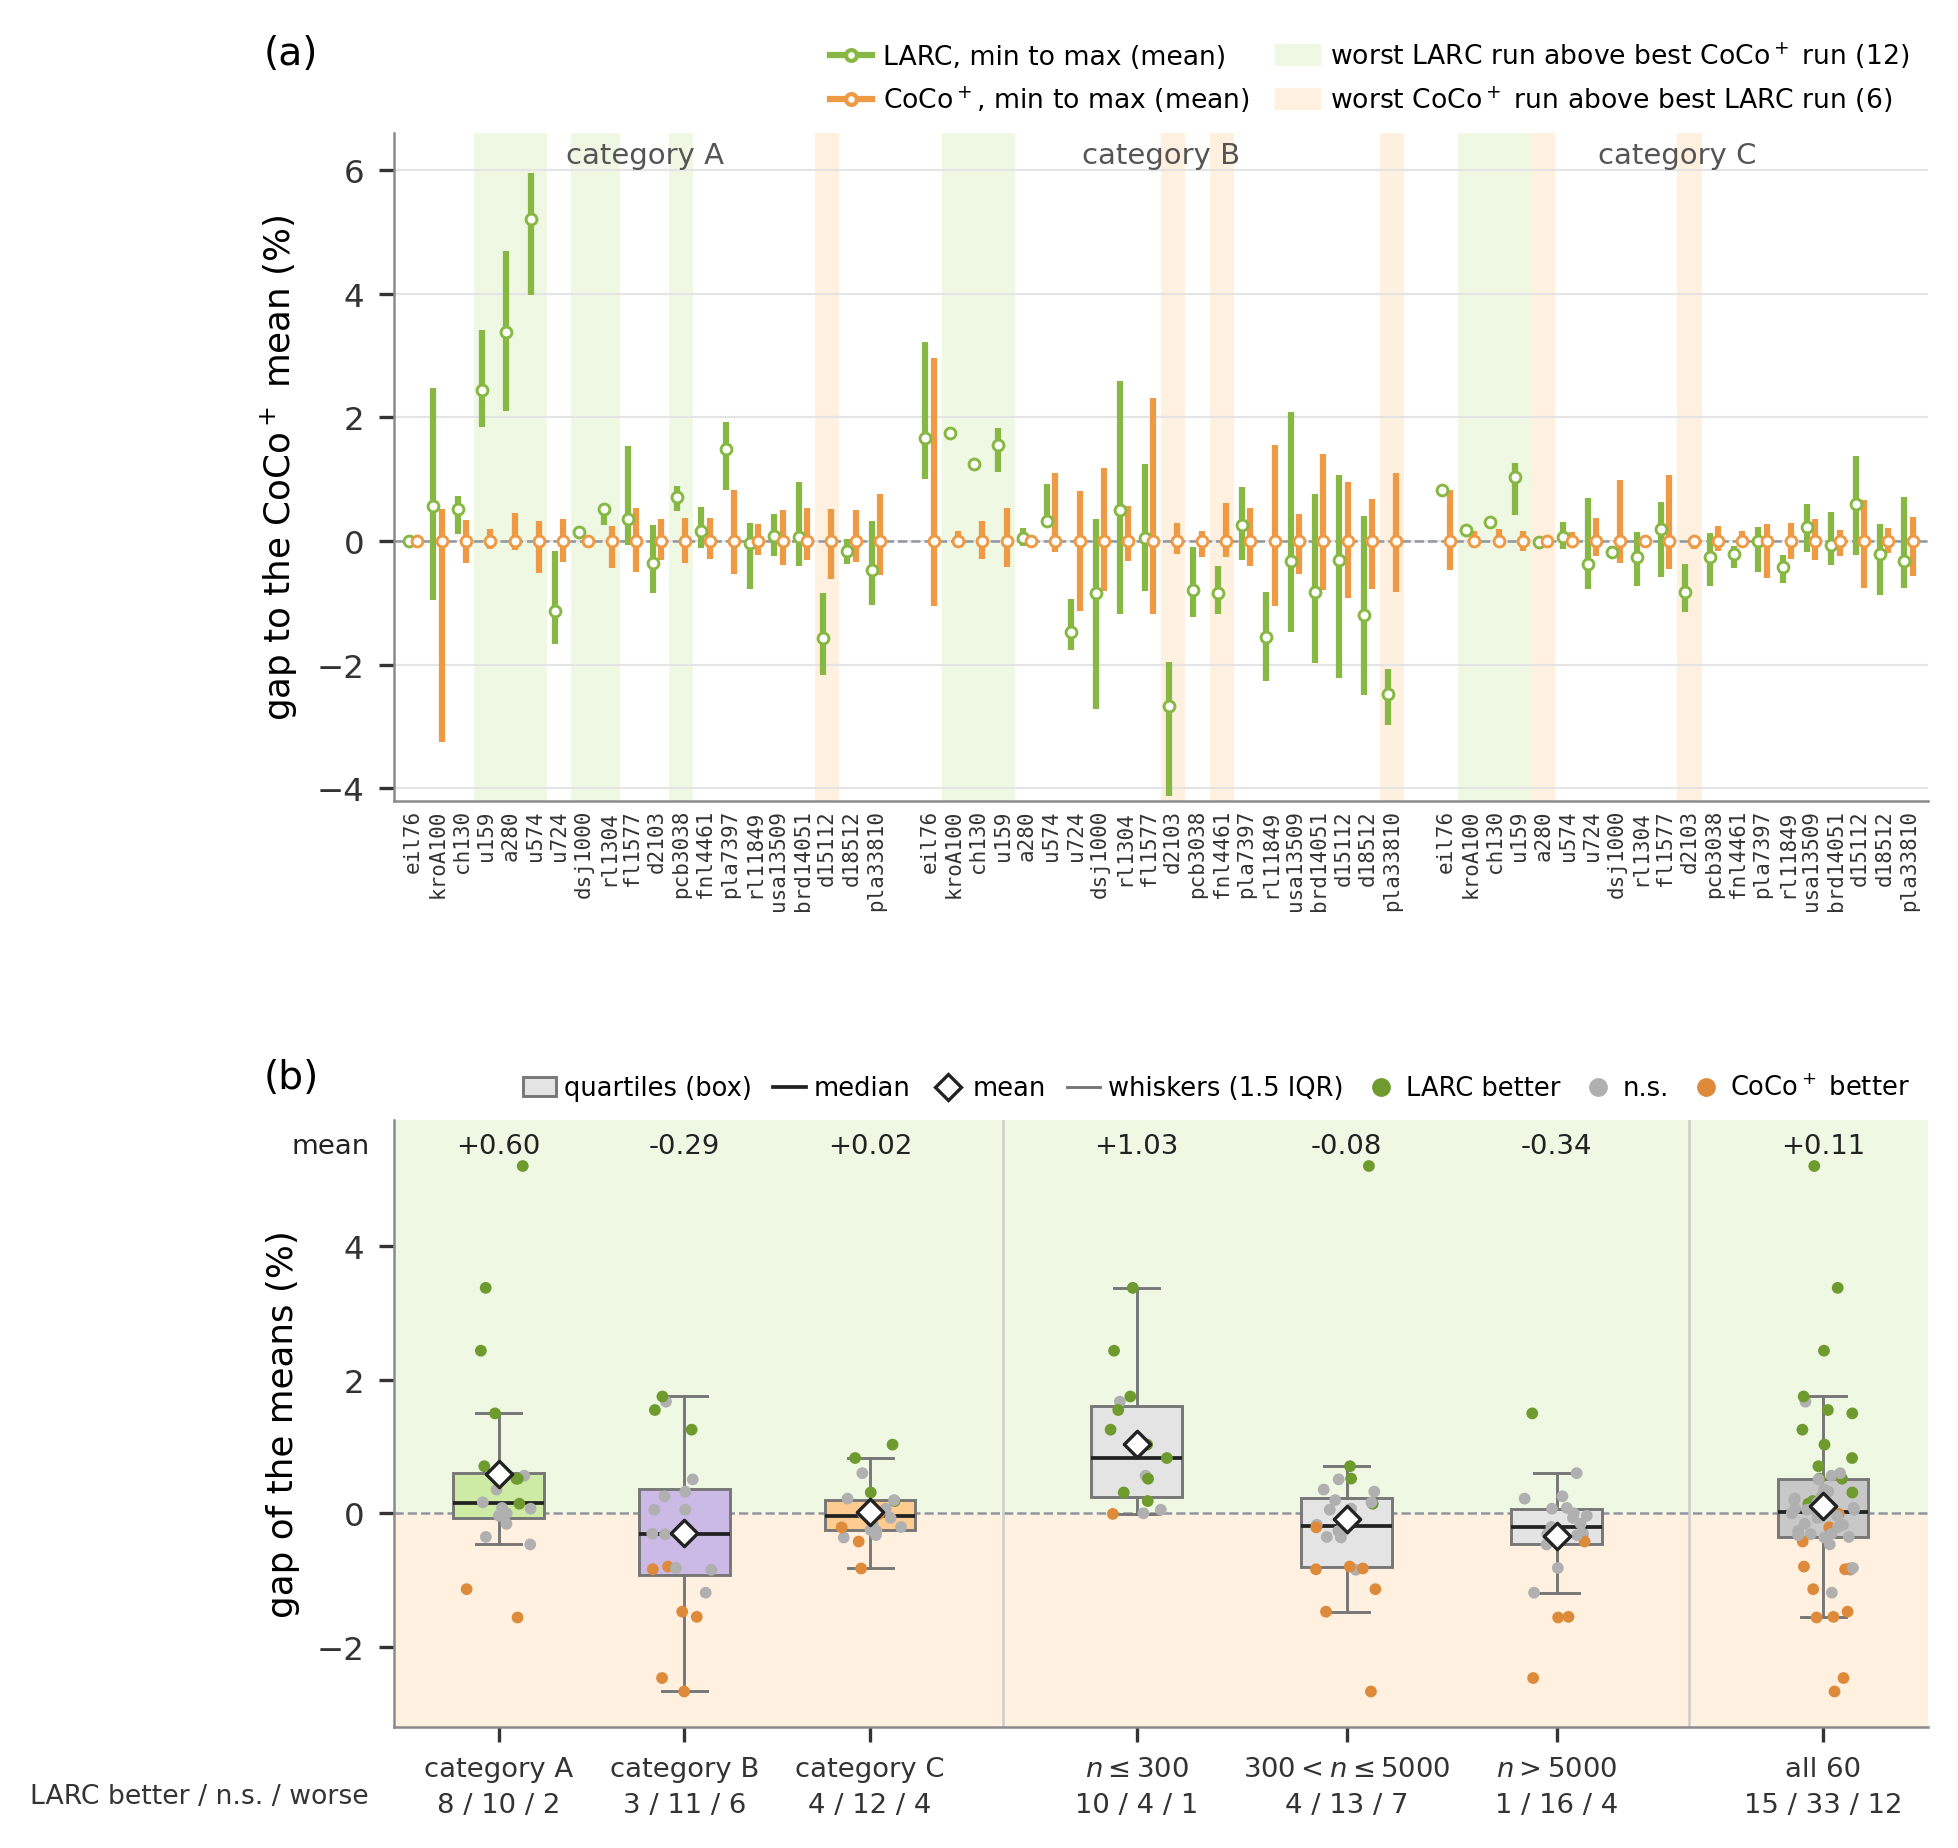 (a)
LARC, min to max (mean)
worst LARC run above best CoCo⁺ run (12)
CoCo⁺, min to max (mean)
worst CoCo⁺ run above best LARC run (6)
category A
category B
category C
gap to the CoCo⁺ mean (%)
6
4
2
0
−2
−4
eil76
kroA100
ch130
u159
a280
u574
u724
dsj1000
rl1304
fl1577
d2103
pcb3038
fnl4461
pla7397
rl11849
usa13509
brd14051
d15112
d18512
pla33810
eil76
kroA100
ch130
u159
a280
u574
u724
dsj1000
rl1304
fl1577
d2103
pcb3038
fnl4461
pla7397
rl11849
usa13509
brd14051
d15112
d18512
pla33810
eil76
kroA100
ch130
u159
a280
u574
u724
dsj1000
rl1304
fl1577
d2103
pcb3038
fnl4461
pla7397
rl11849
usa13509
brd14051
d15112
d18512
pla33810
(b)
quartiles (box)
median
mean
whiskers (1.5 IQR)
LARC better
n.s.
CoCo⁺ better
mean
+0.60
-0.29
+0.02
+1.03
-0.08
-0.34
+0.11
gap of the means (%)
4
2
0
−2
category A
category B
category C
n ≤ 300
300 < n ≤ 5000
n > 5000
all 60
LARC better / n.s. / worse
8 / 10 / 2
3 / 11 / 6
4 / 12 / 4
10 / 4 / 1
4 / 13 / 7
1 / 16 / 4
15 / 33 / 12